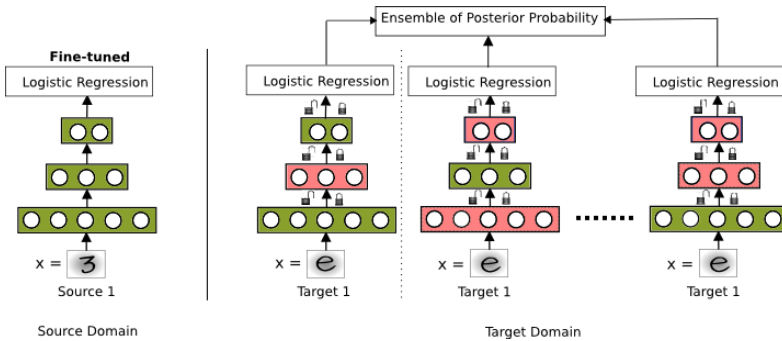 Ensemble of Posterior Probability
Fine-tuned
Logistic Regression
Logistic Regression
Logistic Regression
Logistic Regression
x = 3
x = e
x = e
x = e
Source 1
Target 1
Target 1
Target 1
Source Domain
Target Domain